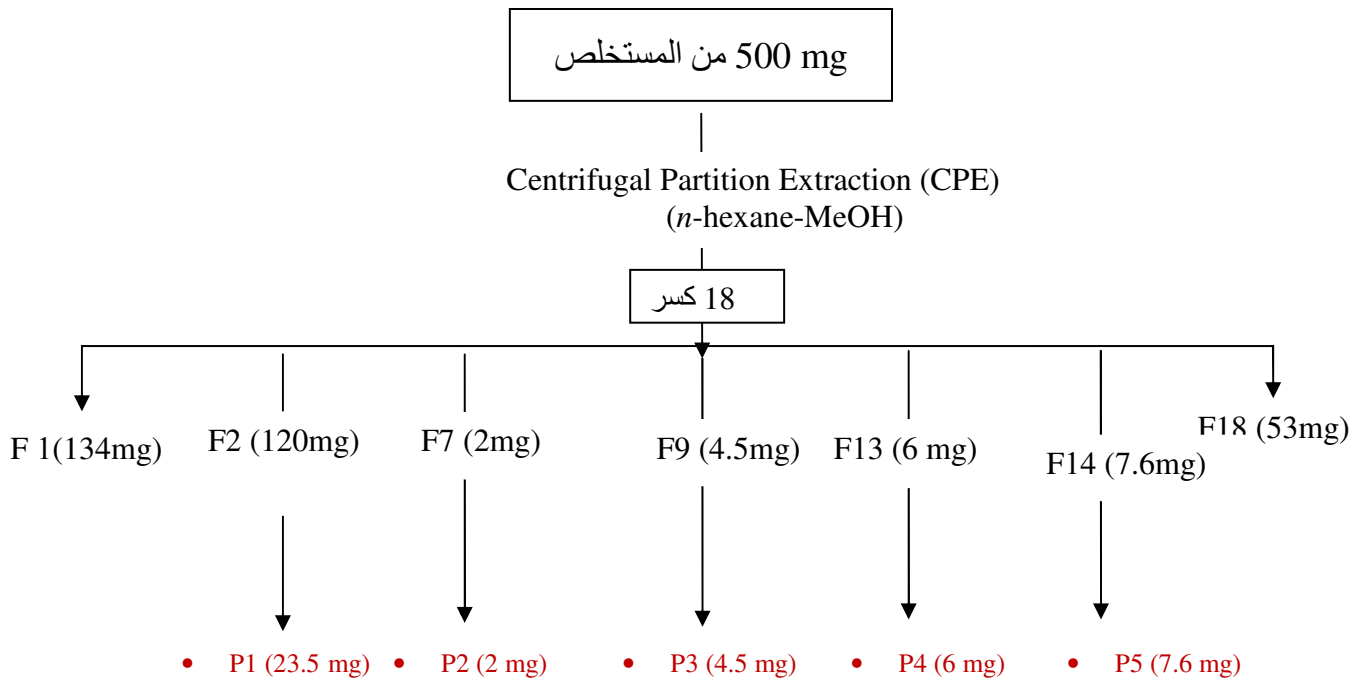 500 mg من المستخلص
Centrifugal Partition Extraction (CPE)
(n-hexane-MeOH)
18 كسر
F 1(134mg)
F2 (120mg)
F7 (2mg)
F9 (4.5mg)
F13 (6 mg)
F14 (7.6mg)
F18 (53mg)
• P1 (23.5 mg)
• P2 (2 mg)
• P3 (4.5 mg)
• P4 (6 mg)
• P5 (7.6 mg)